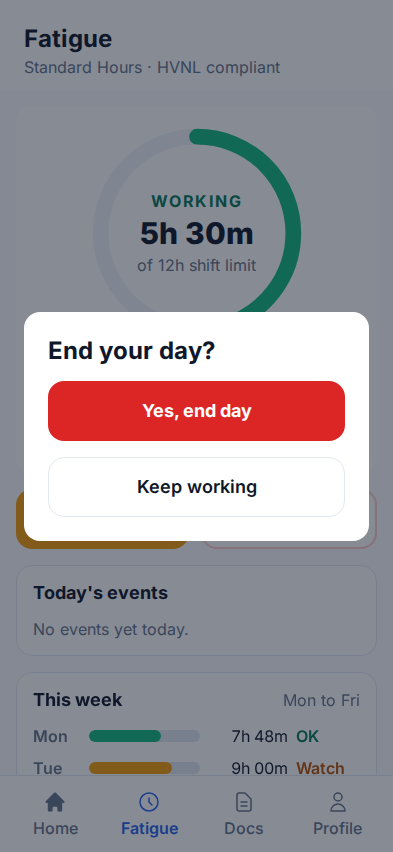 Fatigue
Standard Hours · HVNL compliant
WORKING
5h 30m
of 12h shift limit
End your day?
Yes, end day
Keep working
Today's events
No events yet today.
This week Mon to Fri
Mon 7h 48m OK
Tue 9h 00m Watch
Home Fatigue Docs Profile